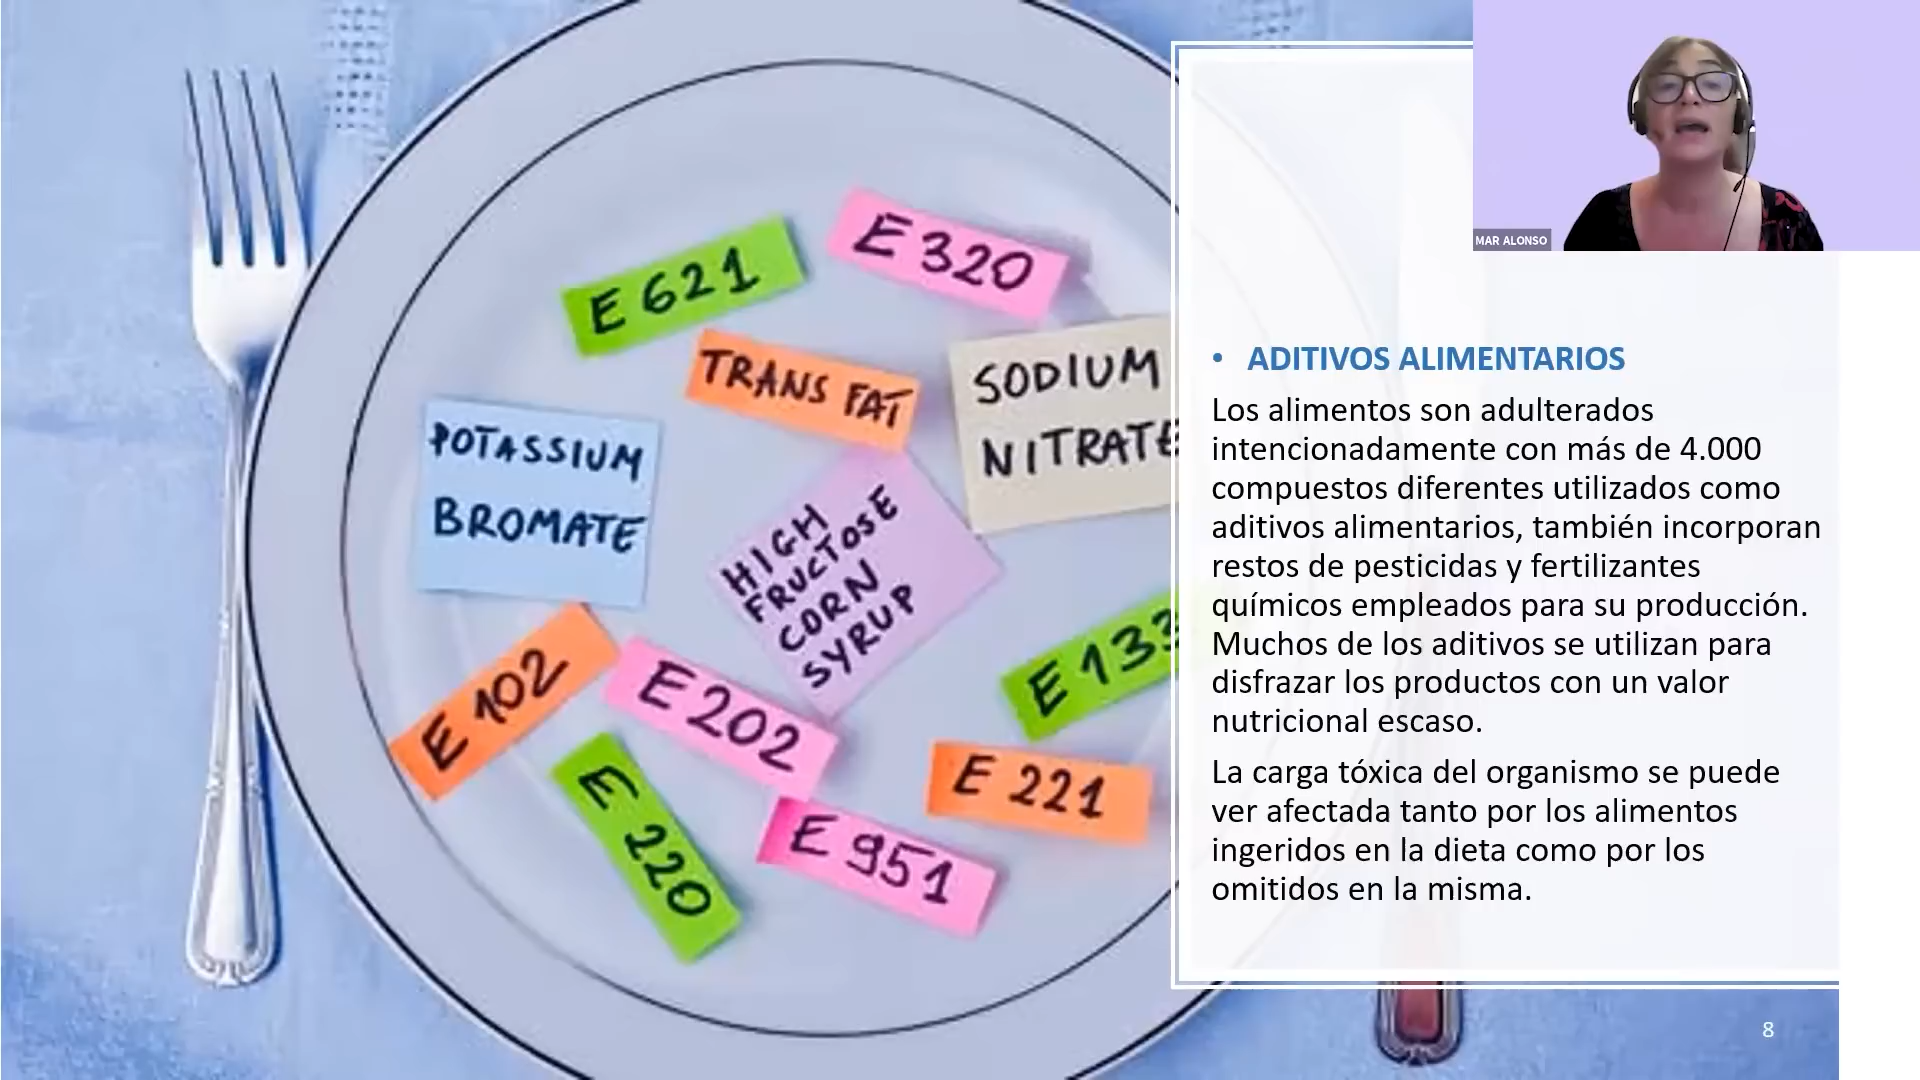 MAR ALONSO
E 621
E 320
TRANS FAT
SODIUM
NITRATE
POTASSIUM
BROMATE
HIGH
FRUCTOSE
CORN
SYRUP
E 102
E 202
E 133
E 220
E 951
E 221
• ADITIVOS ALIMENTARIOS
Los alimentos son adulterados
intencionadamente con más de 4.000
compuestos diferentes utilizados como
aditivos alimentarios, también incorporan
restos de pesticidas y fertilizantes
químicos empleados para su producción.
Muchos de los aditivos se utilizan para
disfrazar los productos con un valor
nutricional escaso.
La carga tóxica del organismo se puede
ver afectada tanto por los alimentos
ingeridos en la dieta como por los
omitidos en la misma.
8